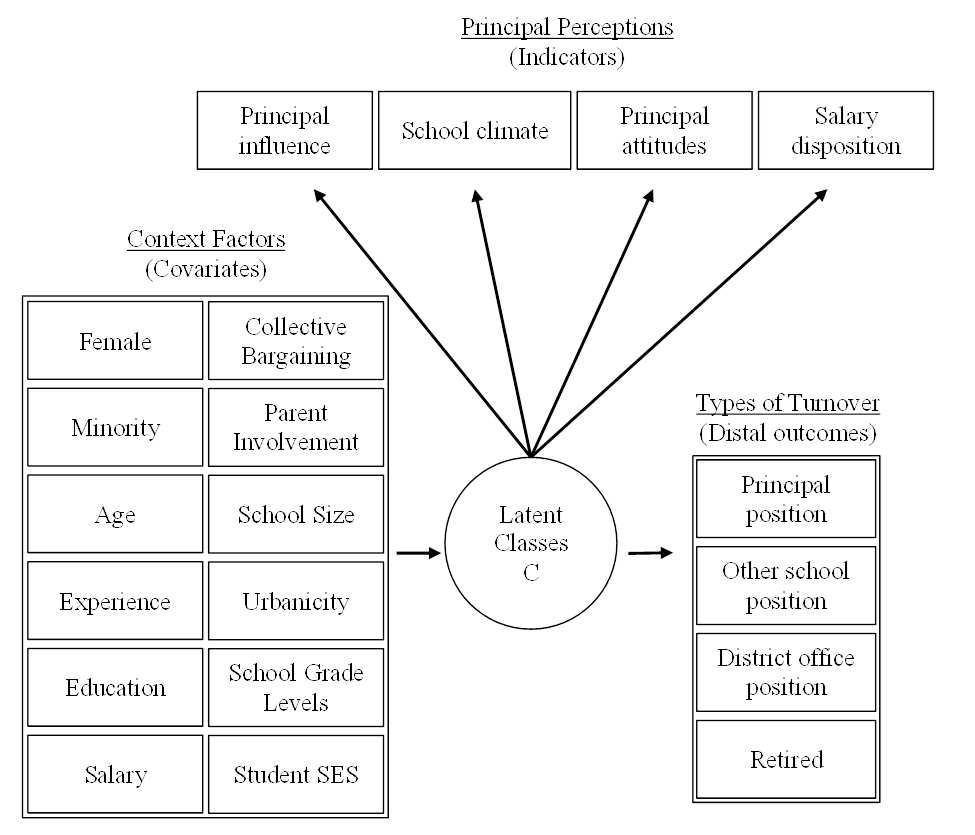 Principal Perceptions
(Indicators)
Principal
influence
School climate
Principal
attitudes
Salary
disposition
Context Factors
(Covariates)
Female
Collective
Bargaining
Minority
Parent
Involvement
Age
School Size
Experience
Urbanicity
Education
School Grade
Levels
Salary
Student SES
Latent
Classes
C
Types of Turnover
(Distal outcomes)
Principal
position
Other school
position
District office
position
Retired